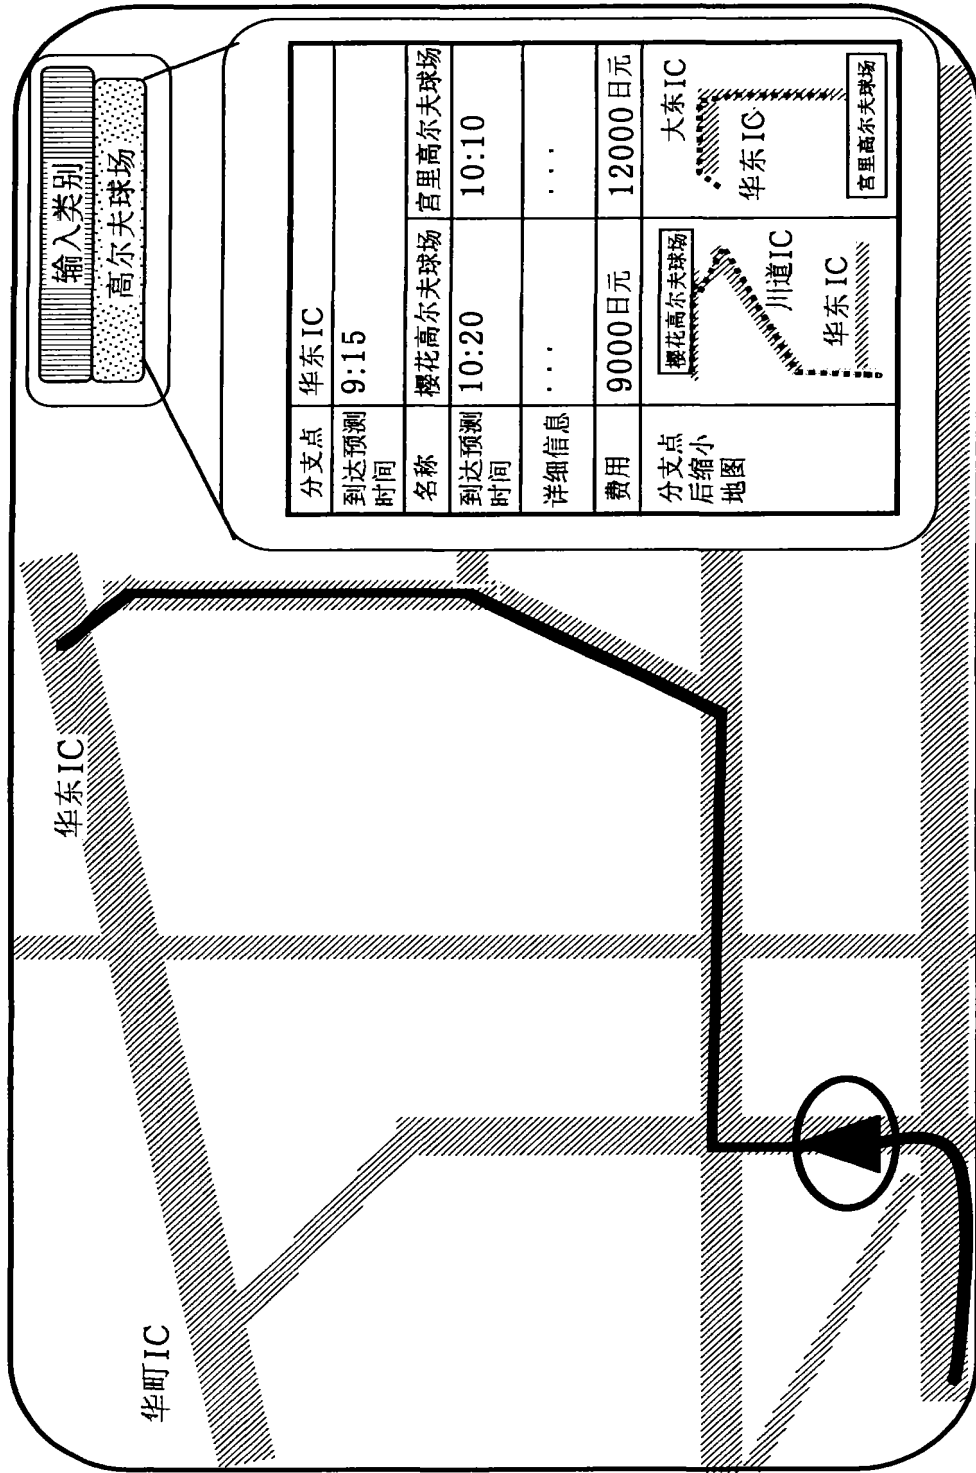 输入类别
高尔夫球场
分支点
华东IC
到达预测
时间
9:15
名称
樱花高尔夫球场
宫里高尔夫球场
到达预测
时间
10:20
10:10
详细信息
...
...
费用
9000日元
12000日元
分支点
后缩小
地图
樱花高尔夫球场
川道IC
华东IC
大东IC
华东IC
宫里高尔夫球场
华东IC
华町IC